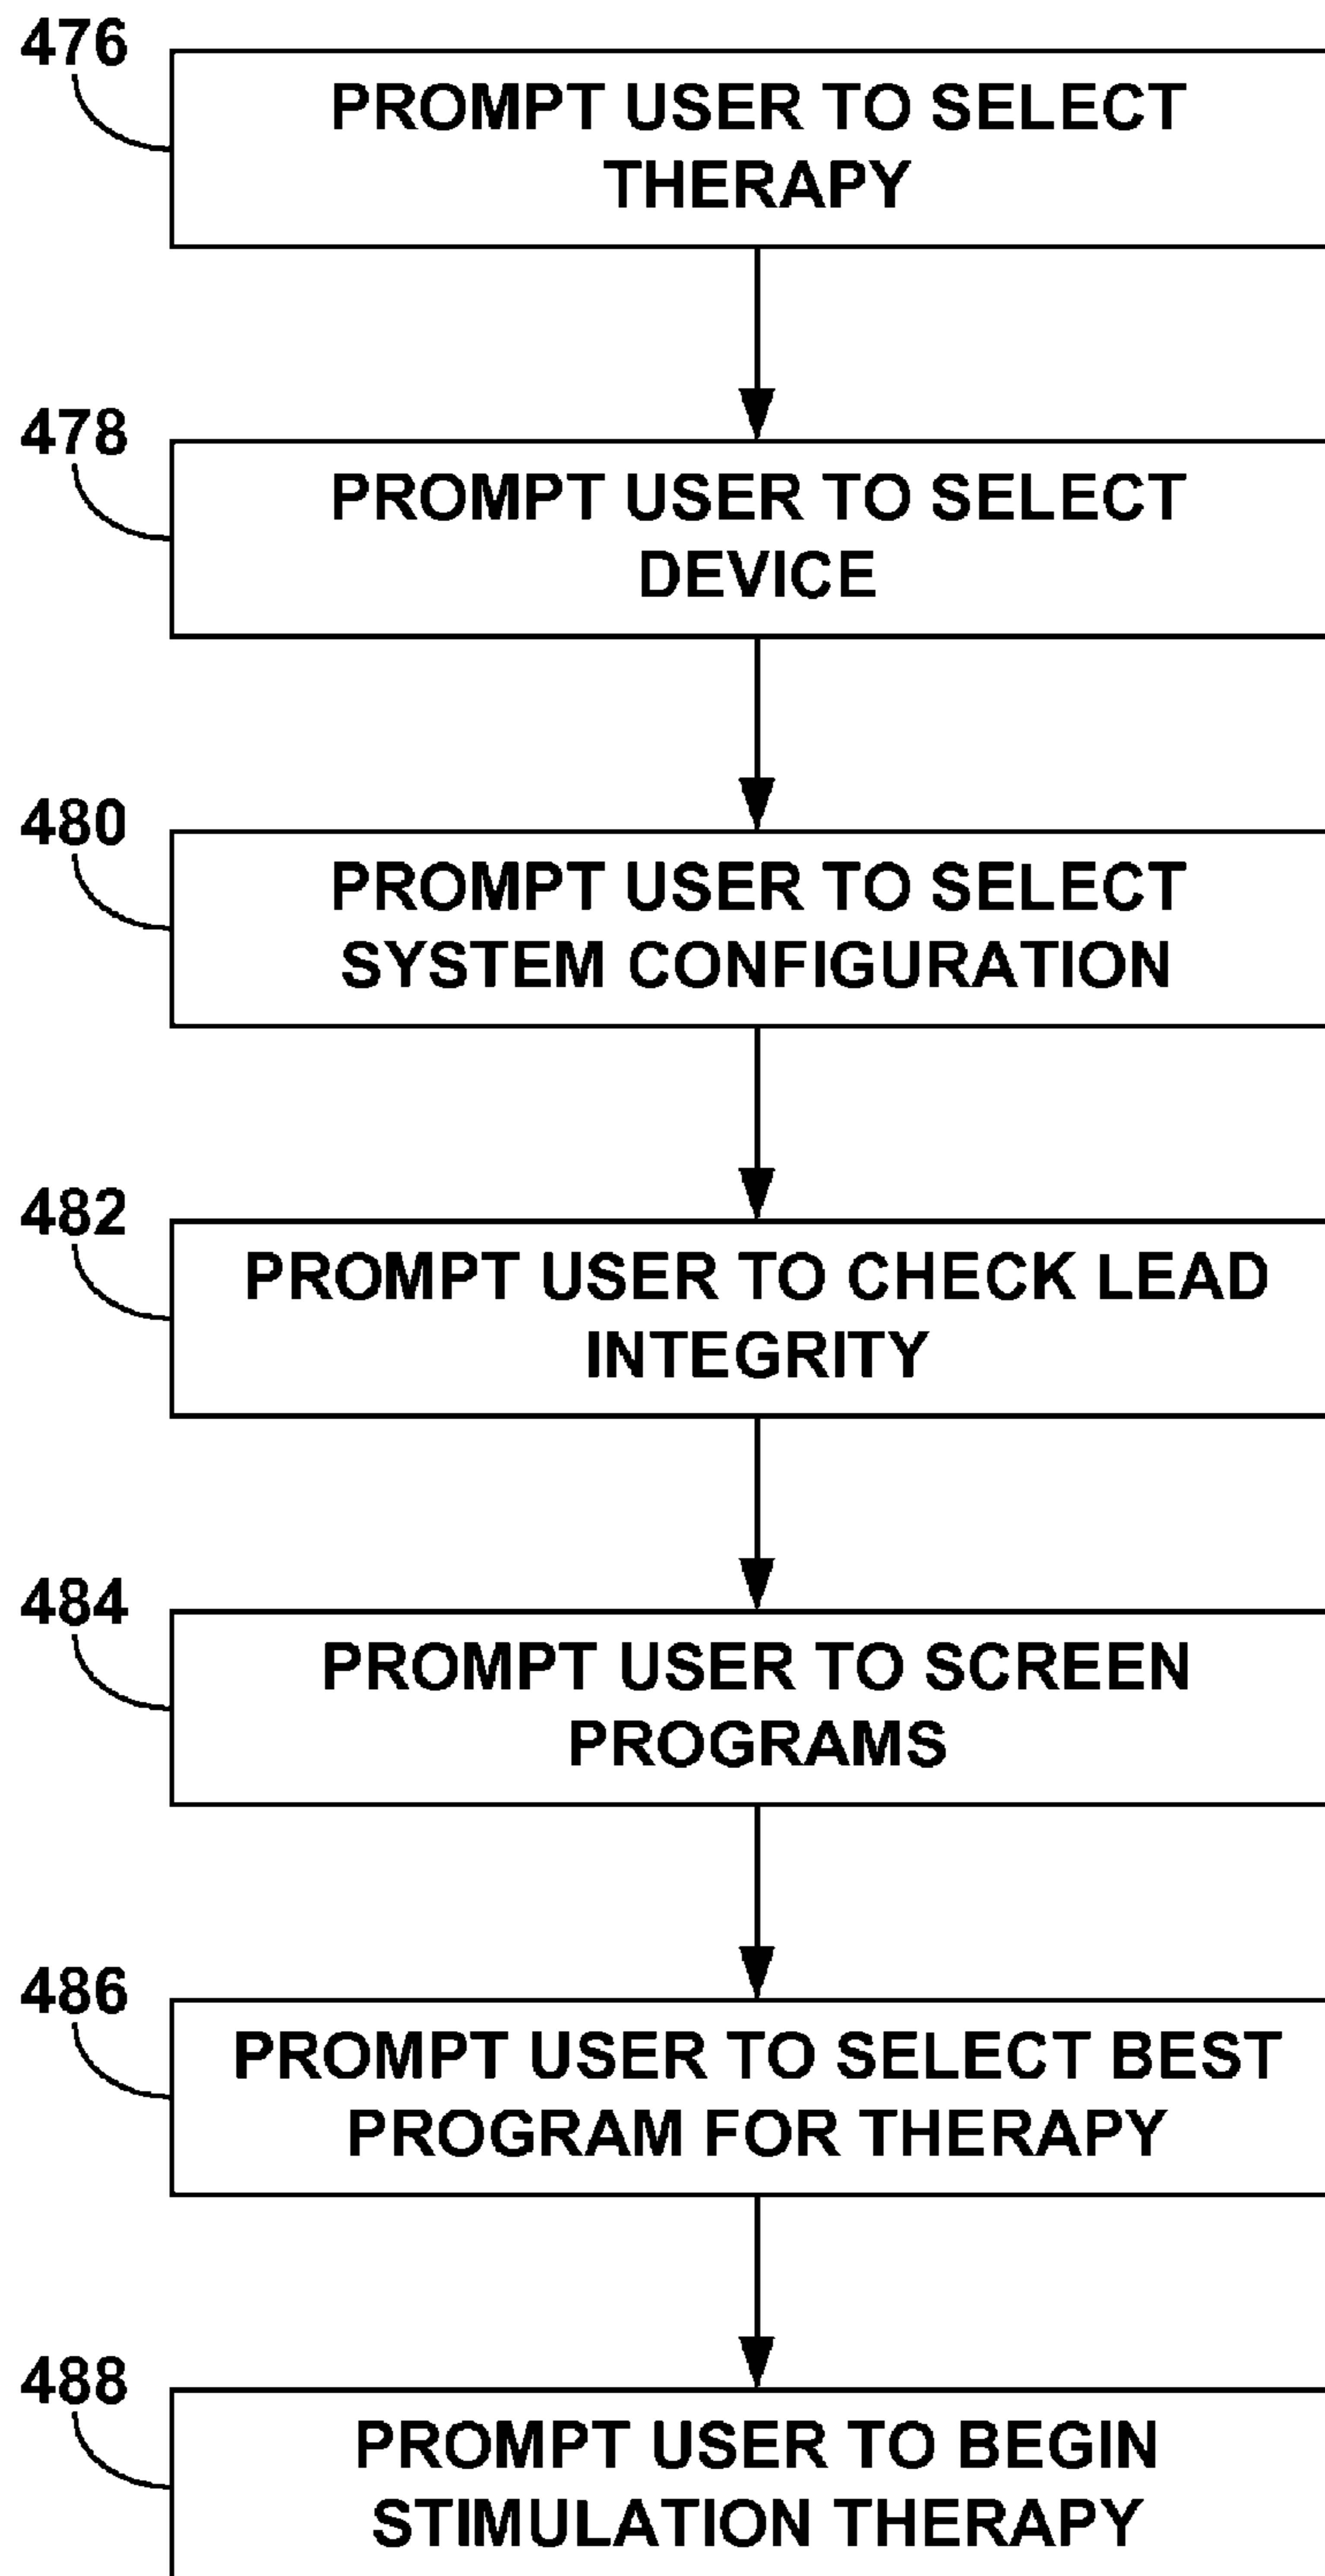 476
PROMPT USER TO SELECT
THERAPY
478
PROMPT USER TO SELECT
DEVICE
480
PROMPT USER TO SELECT
SYSTEM CONFIGURATION
482
PROMPT USER TO CHECK LEAD
INTEGRITY
484
PROMPT USER TO SCREEN
PROGRAMS
486
PROMPT USER TO SELECT BEST
PROGRAM FOR THERAPY
488
PROMPT USER TO BEGIN
STIMULATION THERAPY